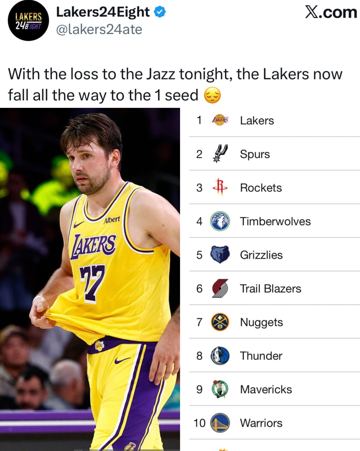 LAKERS
24EIGHT
Lakers24Eight
@lakers24ate
X.com
With the loss to the Jazz tonight, the Lakers now
fall all the way to the 1 seed 😔
Albert
LAKERS
77
1 Lakers
2 Spurs
3 Rockets
4 Timberwolves
5 Grizzlies
6 Trail Blazers
7 Nuggets
8 Thunder
9 Mavericks
10 Warriors